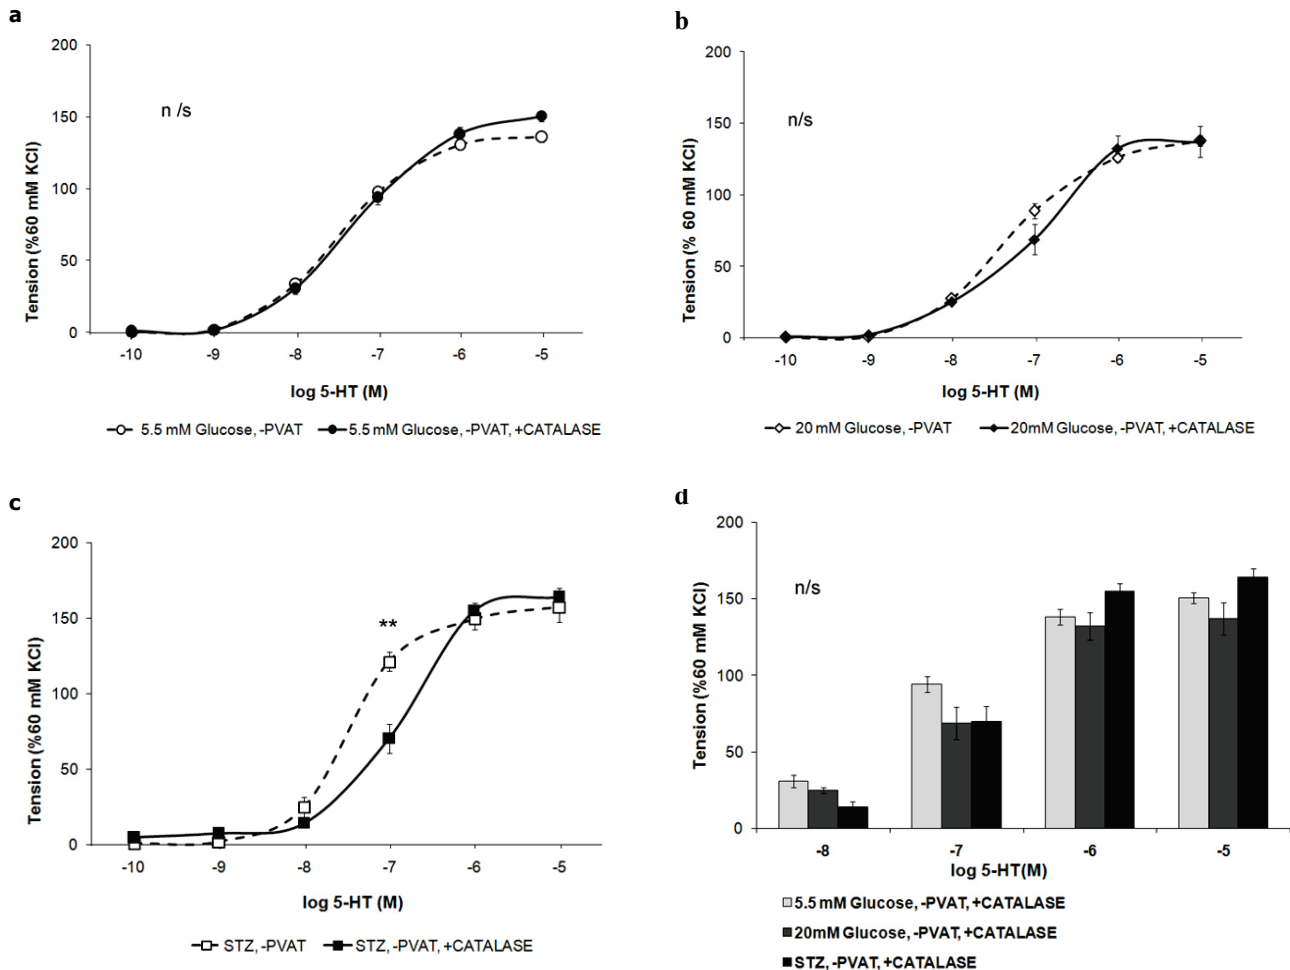 a
200
150
100
50
0
n /s
Tension (%60 mM KCl)
-10 -9 -8 -7 -6 -5
log 5-HT (M)
5.5 mM Glucose, -PVAT 5.5 mM Glucose, -PVAT, +CATALASE
b
200
150
100
50
0
n/s
Tension (% 60 mM KCl)
-10 -9 -8 -7 -6 -5
log 5-HT (M)
20 mM Glucose, -PVAT 20mM Glucose, -PVAT, +CATALASE
c
200
150
100
50
0
**
Tension (%60 mM KCl)
-10 -9 -8 -7 -6 -5
log 5-HT (M)
STZ, -PVAT STZ, -PVAT, +CATALASE
d
200
150
100
50
0
n/s
Tension (%60 mM KCl)
-8 -7 -6 -5
log 5-HT(M)
5.5 mM Glucose, -PVAT, +CATALASE
20mM Glucose, -PVAT, +CATALASE
STZ, -PVAT, +CATALASE